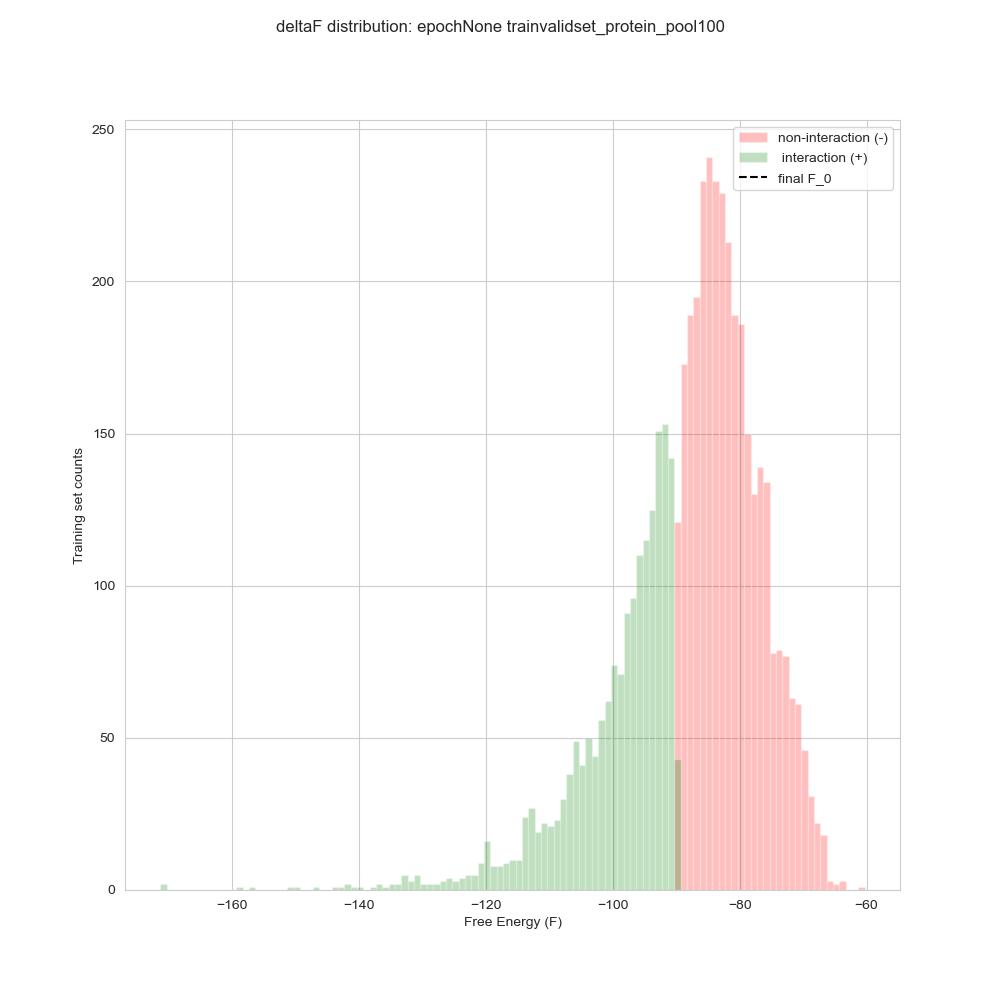 deltaF distribution: epochNone trainvalidset_protein_pool100
250
200
150
100
50
0
Training set counts
non-interaction (-)
interaction (+)
final F_0
−160 −140 −120 −100 −80 −60
Free Energy (F)